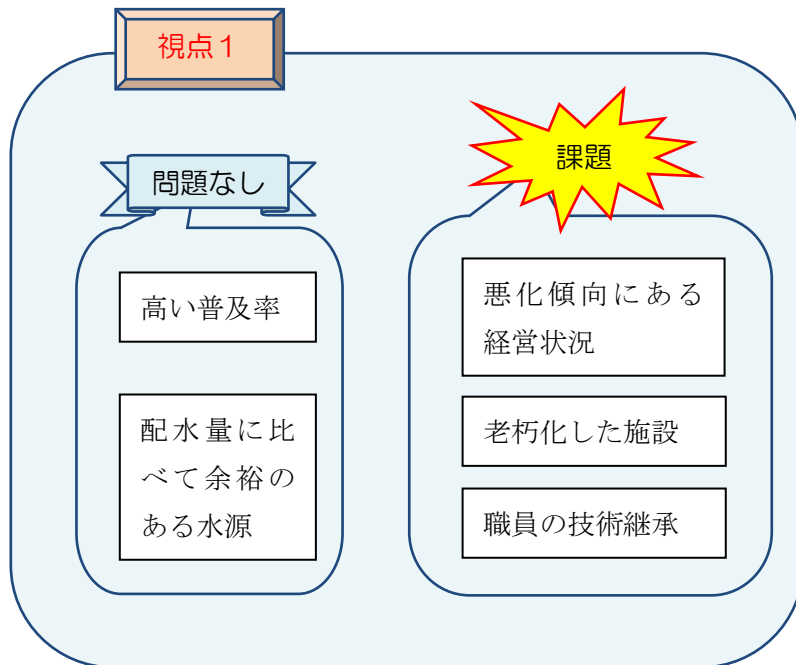 視点１
問題なし
高い普及率
配水量に比
べて余裕の
ある水源
課題
悪化傾向にある
経営状況
老朽化した施設
職員の技術継承